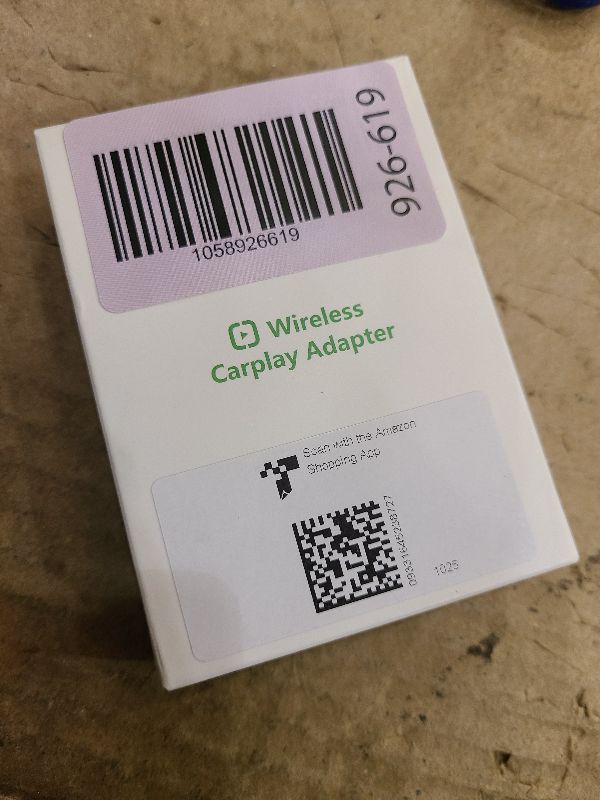 926-619
1058926619
Wireless
Carplay Adapter
Scan with the Amazon
Shopping App
1025